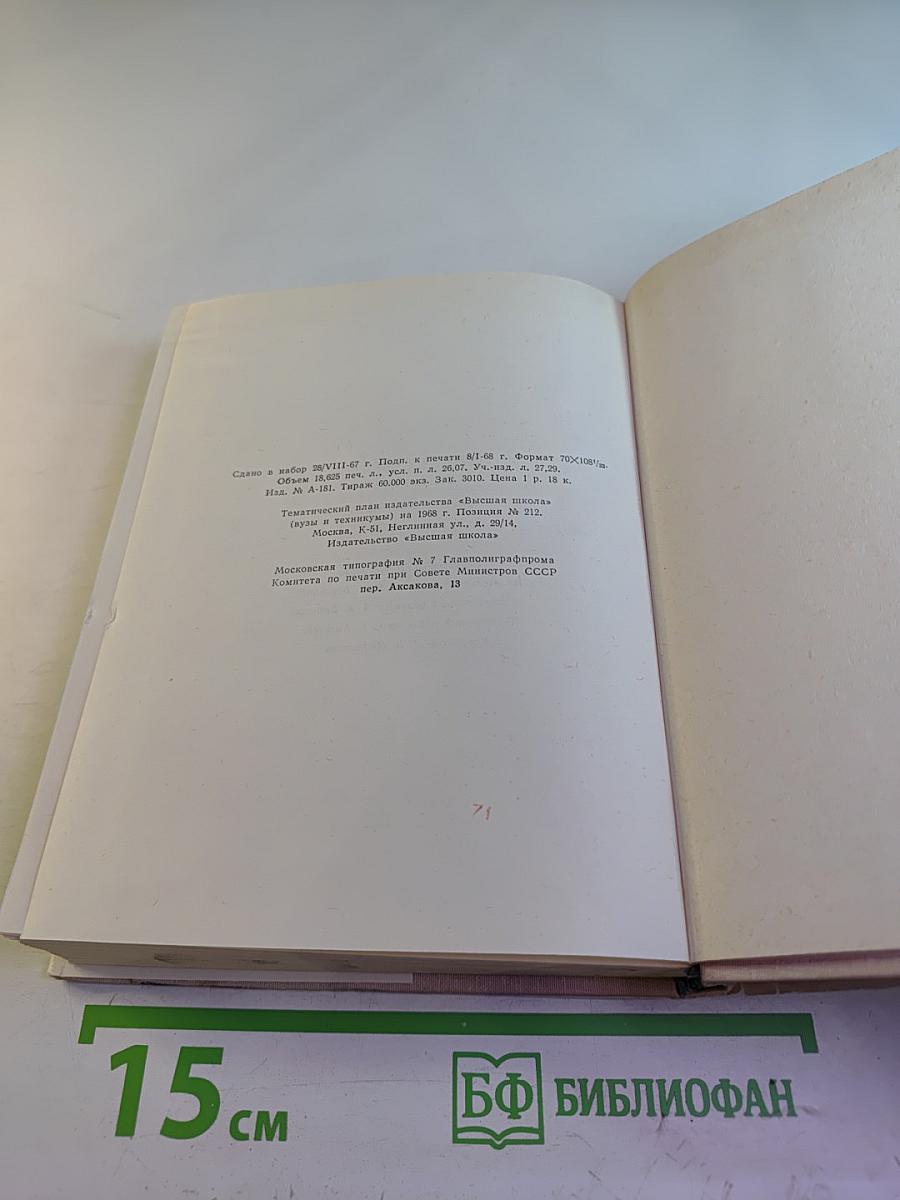 Сдано в набор 28/VIII-67 г. Подп. к печати 8/I-68 г. Формат 70×108¹/₁₆.
Объем 18,625 печ. л., усл. п. л. 26,07. Уч.-изд. л. 27,29.
Изд. № А-181. Тираж 60.000 экз. Зак. 3010. Цена 1 р. 18 к.
Тематический план издательства «Высшая школа»
(вузы и техникумы) на 1968 г. Позиция № 212.
Москва, К-51, Неглинная ул., д. 29/14,
Издательство «Высшая школа»
Московская типография № 7 Главполиграфпрома
Комитета по печати при Совете Министров СССР
пер. Аксакова, 13
71
15 см
БФ БИБЛИОФАН